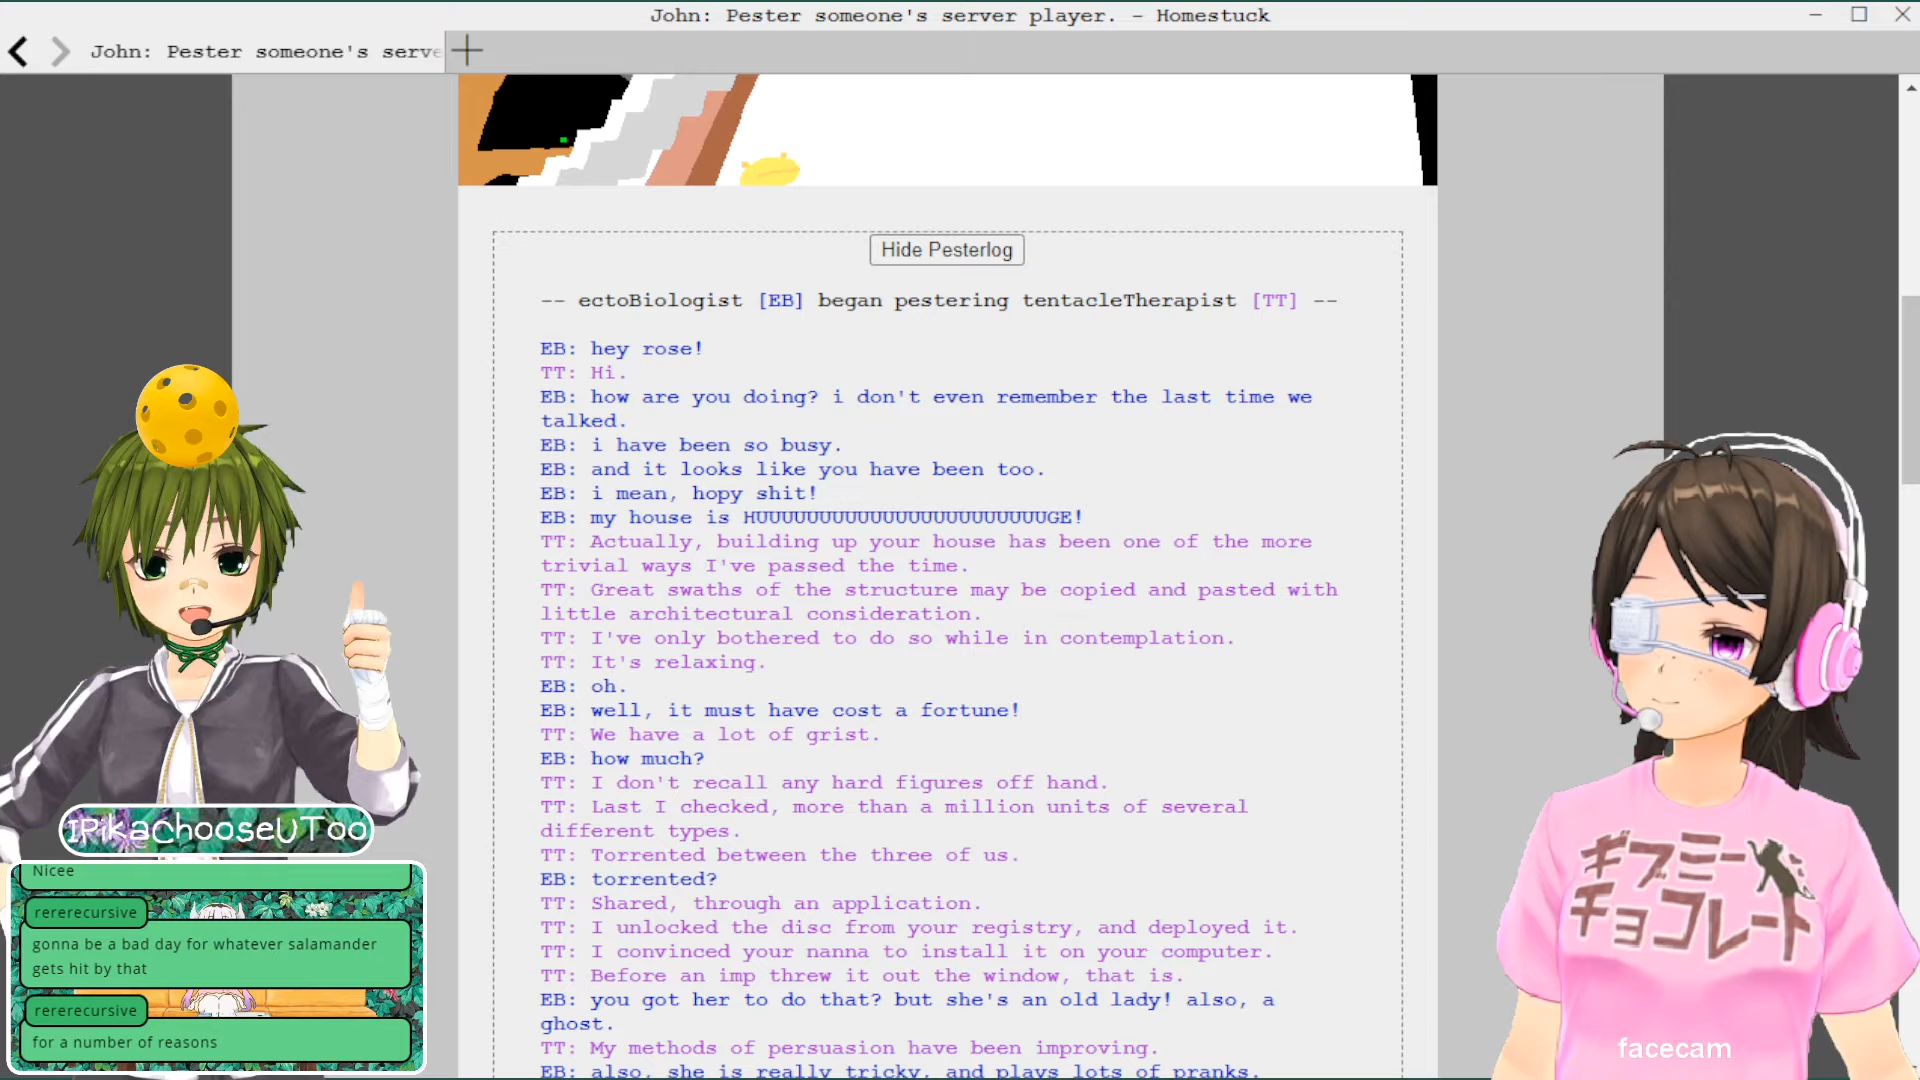 John: Pester someone's server player. - Homestuck
John: Pester someone's serve
Hide Pesterlog
-- ectoBiologist [EB] began pestering tentacleTherapist [TT] --
EB: hey rose!
TT: Hi.
EB: how are you doing? i don't even remember the last time we
talked.
EB: i have been so busy.
EB: and it looks like you have been too.
EB: i mean, hopy shit!
EB: my house is HUUUUUUUUUUUUUUUUUUUUUUUGE!
TT: Actually, building up your house has been one of the more
trivial ways I've passed the time.
TT: Great swaths of the structure may be copied and pasted with
little architectural consideration.
TT: I've only bothered to do so while in contemplation.
TT: It's relaxing.
EB: oh.
EB: well, it must have cost a fortune!
TT: We have a lot of grist.
EB: how much?
TT: I don't recall any hard figures off hand.
TT: Last I checked, more than a million units of several
different types.
TT: Torrented between the three of us.
EB: torrented?
TT: Shared, through an application.
TT: I unlocked the disc from your registry, and deployed it.
TT: I convinced your nanna to install it on your computer.
TT: Before an imp threw it out the window, that is.
EB: you got her to do that? but she's an old lady! also, a
ghost.
TT: My methods of persuasion have been improving.
EB: also, she is really tricky, and plays lots of pranks.
IPikachooseUToo
Nicee
rererecursive
gonna be a bad day for whatever salamander
gets hit by that
rererecursive
for a number of reasons
ギブミー
チョコレート
facecam